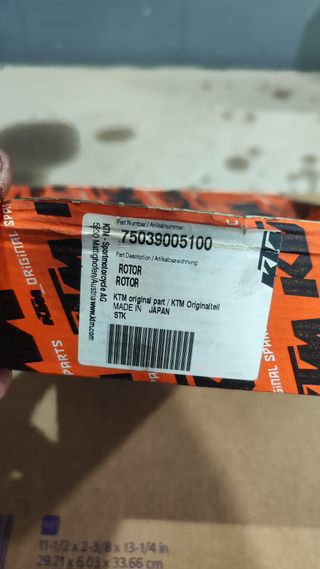 Part Number / Artikelnummer:
75039005100
Part Description / Artikelbezeichnung:
ROTOR
ROTOR
KTM original part / KTM Originalteil
MADE IN JAPAN
STK
KTM - Sportmotorcycle AG
5230 Mattighofen/Austria
www.ktm.com
KTM
KTM ORIGINAL SPARE
PARTS
ORIGINAL SPAR
11-1/2 x 2-3/8 x 13-1/4 in
29.21 x 6.03 x 33.66 cm